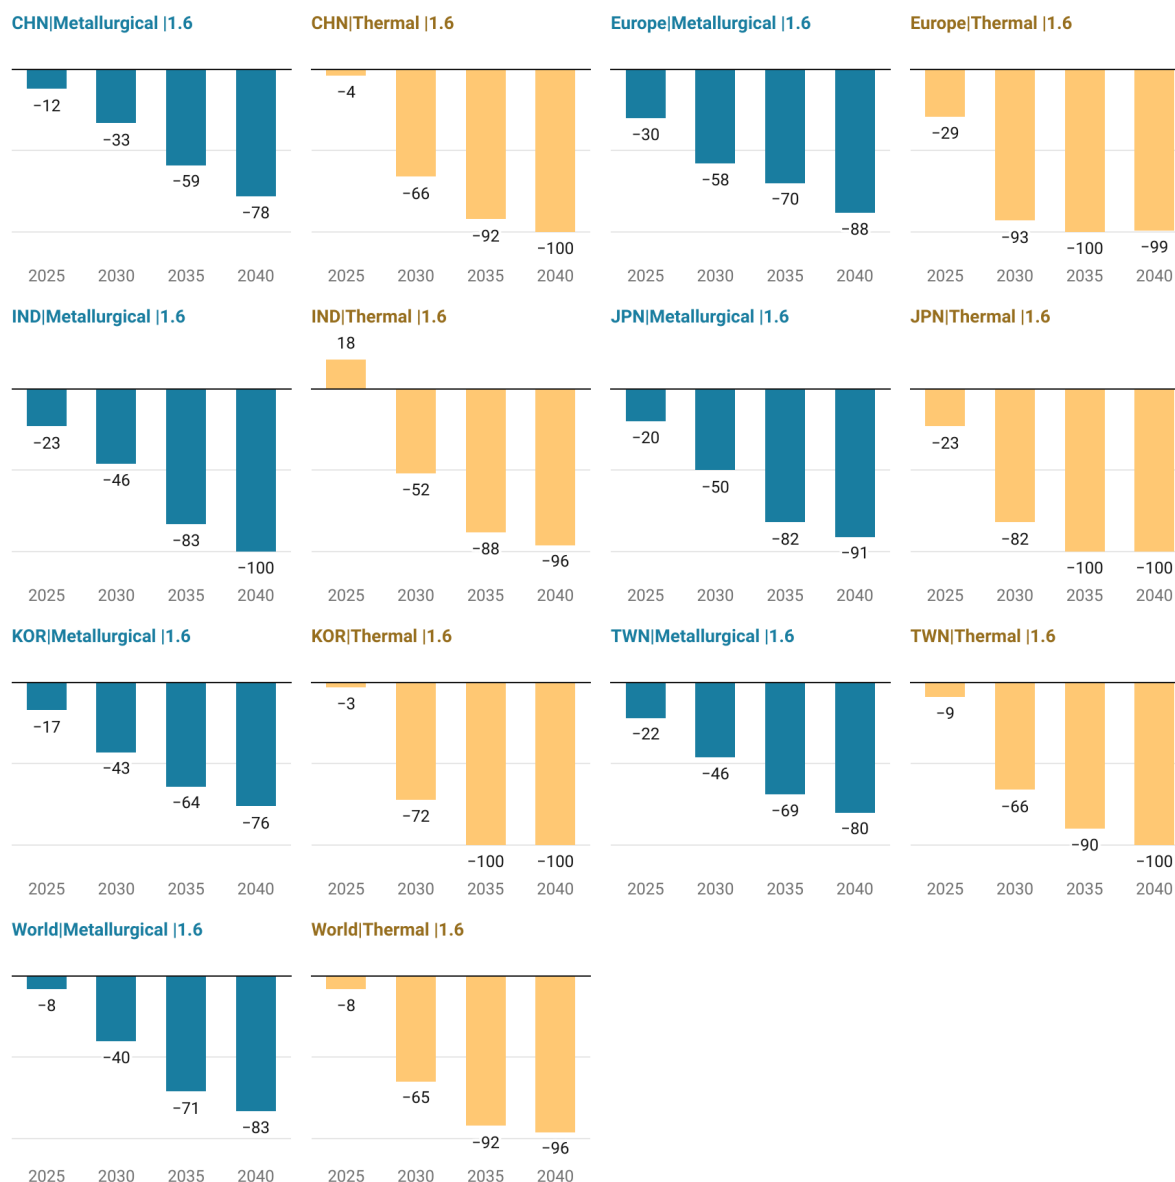 CHN|Metallurgical |1.6
−12
−33
−59
−78
2025 2030 2035 2040
CHN|Thermal |1.6
−4
−66
−92
−100
2025 2030 2035 2040
Europe|Metallurgical |1.6
−30
−58
−70
−88
2025 2030 2035 2040
Europe|Thermal |1.6
−29
−93
−100
−99
2025 2030 2035 2040
IND|Metallurgical |1.6
−23
−46
−83
−100
2025 2030 2035 2040
IND|Thermal |1.6
18
−52
−88
−96
2025 2030 2035 2040
JPN|Metallurgical |1.6
−20
−50
−82
−91
2025 2030 2035 2040
JPN|Thermal |1.6
−23
−82
−100
−100
2025 2030 2035 2040
KOR|Metallurgical |1.6
−17
−43
−64
−76
2025 2030 2035 2040
KOR|Thermal |1.6
−3
−72
−100
−100
2025 2030 2035 2040
TWN|Metallurgical |1.6
−22
−46
−69
−80
2025 2030 2035 2040
TWN|Thermal |1.6
−9
−66
−90
−100
2025 2030 2035 2040
World|Metallurgical |1.6
−8
−40
−71
−83
2025 2030 2035 2040
World|Thermal |1.6
−8
−65
−92
−96
2025 2030 2035 2040